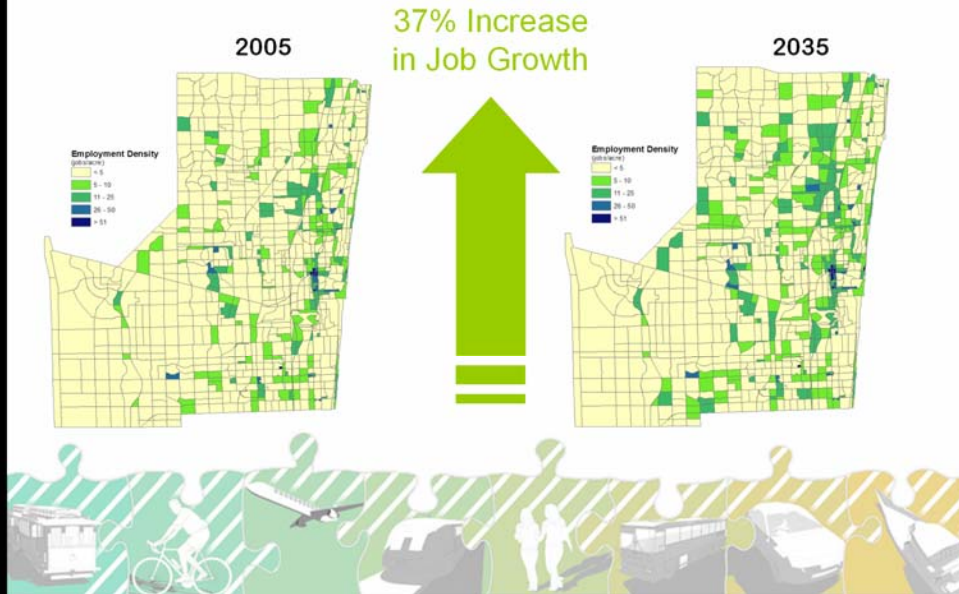 37% Increase
in Job Growth
2005
Employment Density
(jobs/acre)
< 5
5 - 10
11 - 25
26 - 50
> 51
2035
Employment Density
(jobs/acre)
< 5
5 - 10
11 - 25
26 - 50
> 51